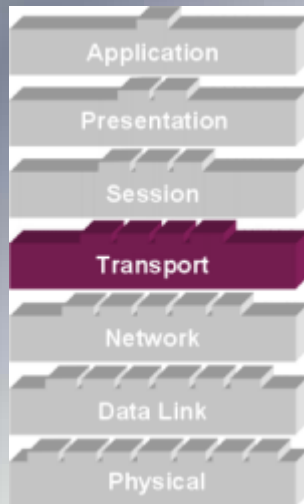 Application
Presentation
Session
Transport
Network
Data Link
Physical